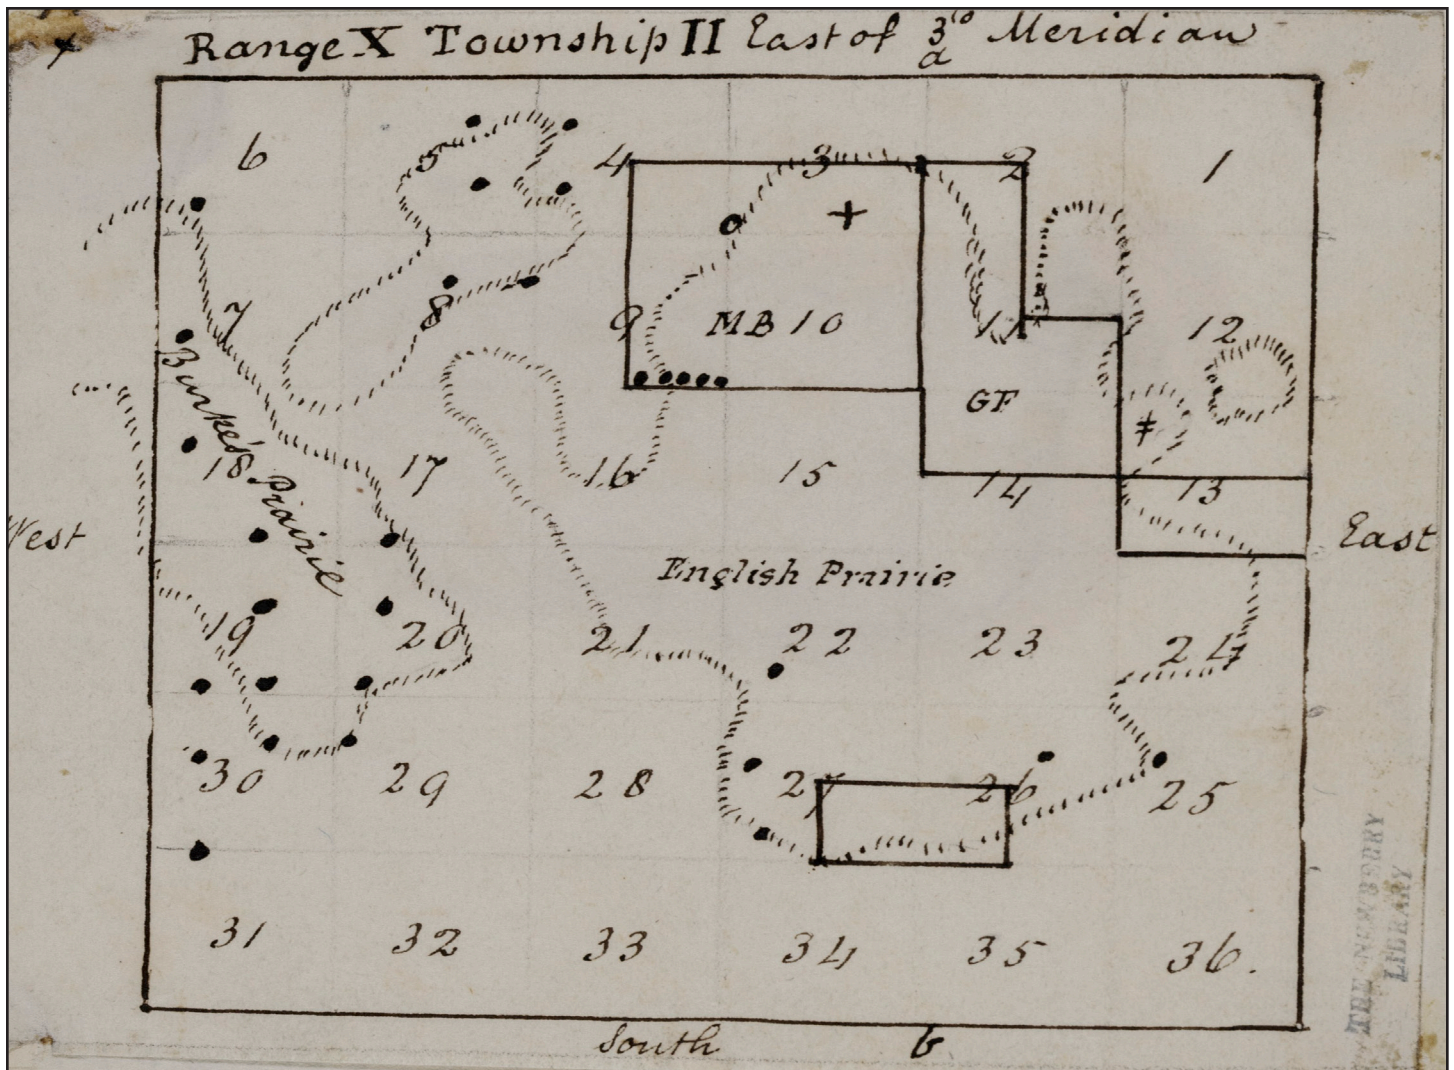 Range X Township II East of 3^(o) Meridian
a
6 5 4 3 2 1
7 8 9 MB 10 11 12
Burke's Prairie
GF
18 17 16 15 14 13
West
East
English Prairie
19 20 21 22 23 24
30 29 28 27 26 25
31 32 33 34 35 36.
South b
THE NEWBERRY
LIBRARY